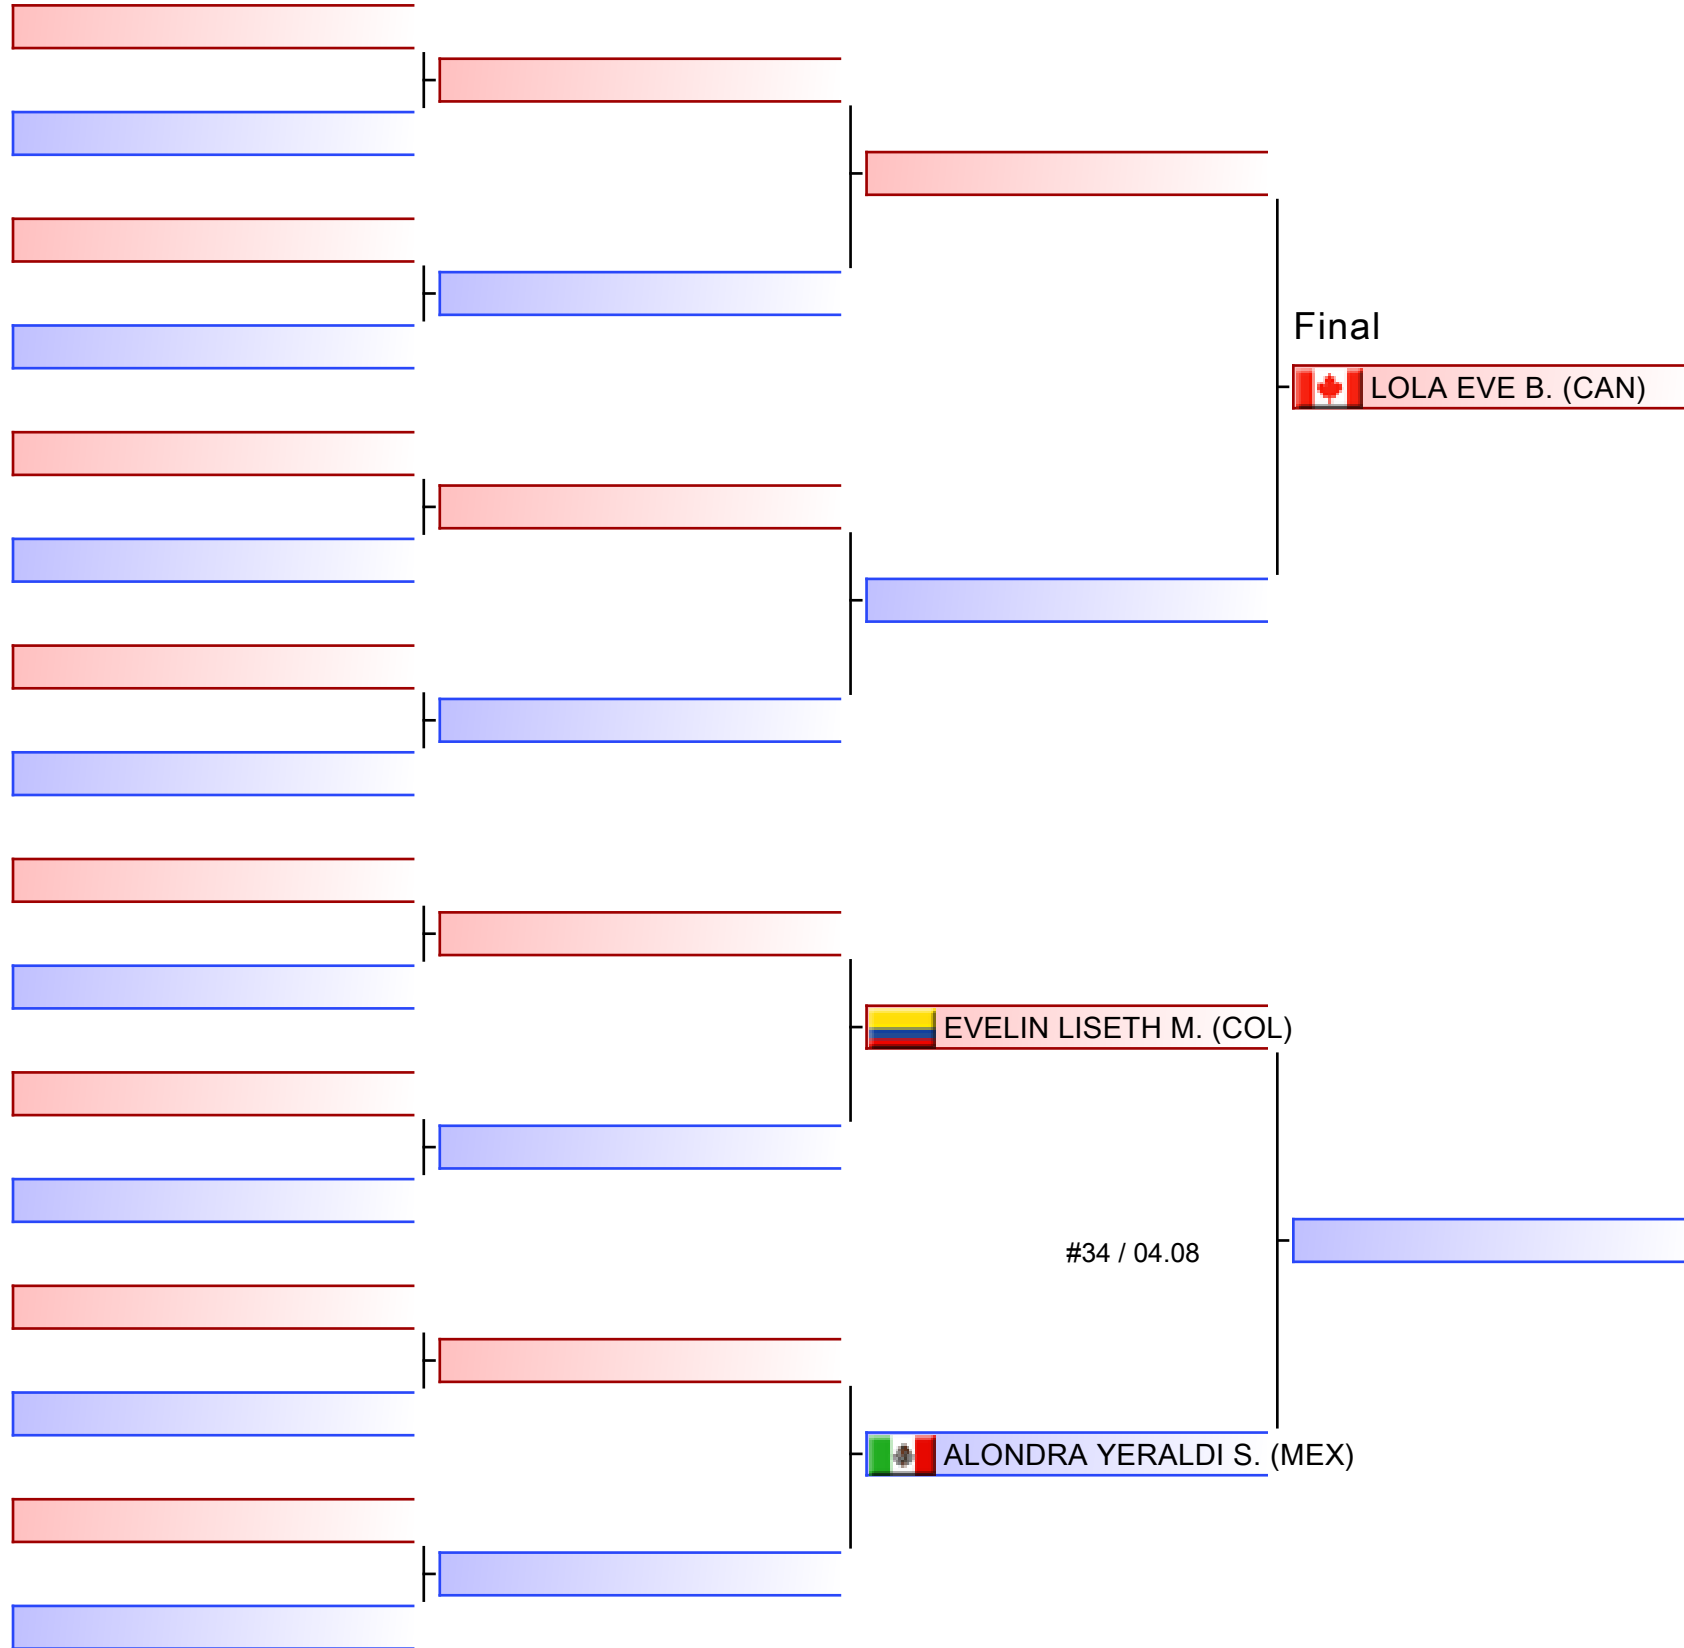 Final
LOLA EVE B. (CAN)
EVELIN LISETH M. (COL)
#34 / 04.08
ALONDRA YERALDI S. (MEX)